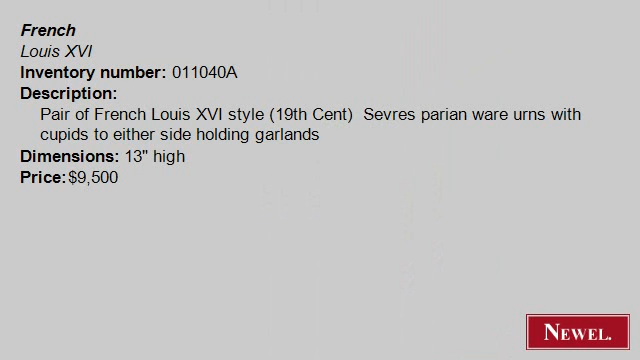 French
Louis XVI
Inventory number: 011040A
Description:
Pair of French Louis XVI style (19th Cent)  Sevres parian ware urns with
cupids to either side holding garlands
Dimensions: 13" high
Price:$9,500
NEWEL.